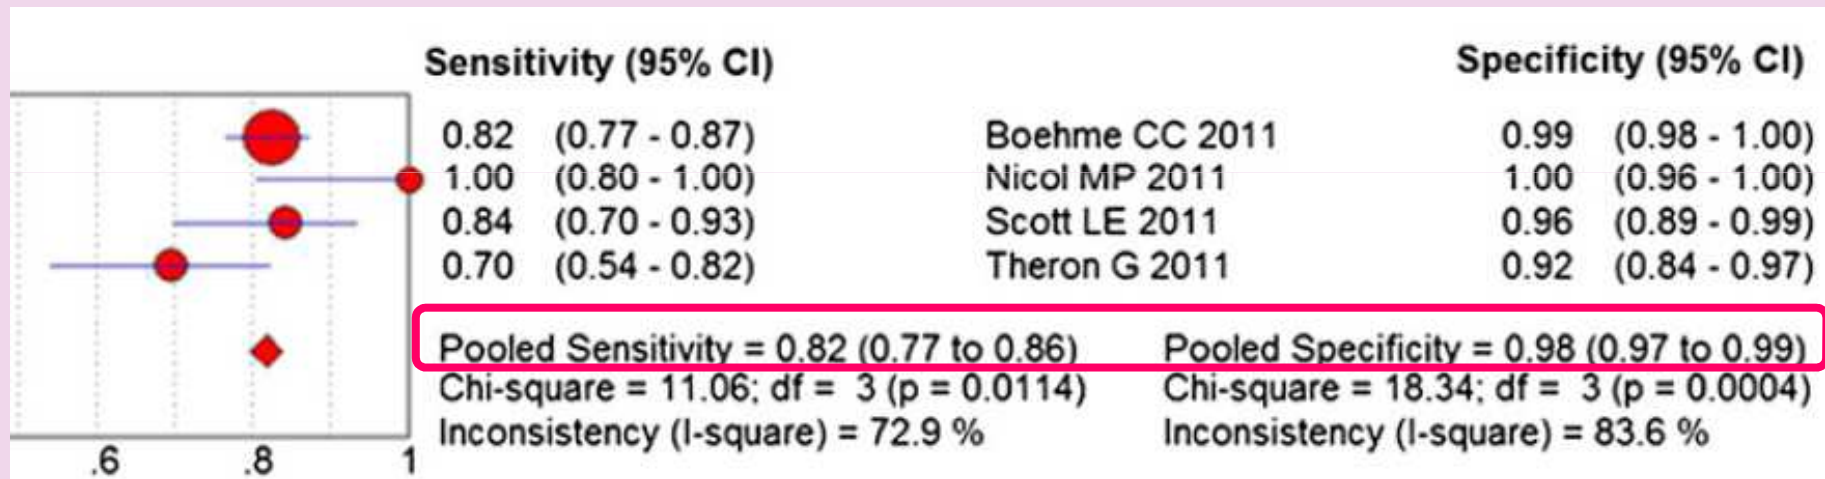 Sensitivity (95% CI) Specificity (95% CI)
0.82 (0.77 - 0.87) Boehme CC 2011 0.99 (0.98 - 1.00)
1.00 (0.80 - 1.00) Nicol MP 2011 1.00 (0.96 - 1.00)
0.84 (0.70 - 0.93) Scott LE 2011 0.96 (0.89 - 0.99)
0.70 (0.54 - 0.82) Theron G 2011 0.92 (0.84 - 0.97)
Pooled Sensitivity = 0.82 (0.77 to 0.86) Pooled Specificity = 0.98 (0.97 to 0.99)
Chi-square = 11.06; df = 3 (p = 0.0114) Chi-square = 18.34; df = 3 (p = 0.0004)
Inconsistency (I-square) = 72.9 % Inconsistency (I-square) = 83.6 %
.6 .8 1